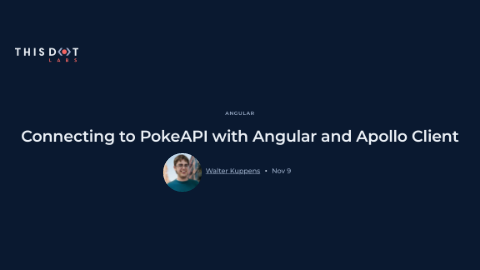 THIS DOT
LABS
ANGULAR
Connecting to PokeAPI with Angular and Apollo Client
Walter Kuppens • Nov 9